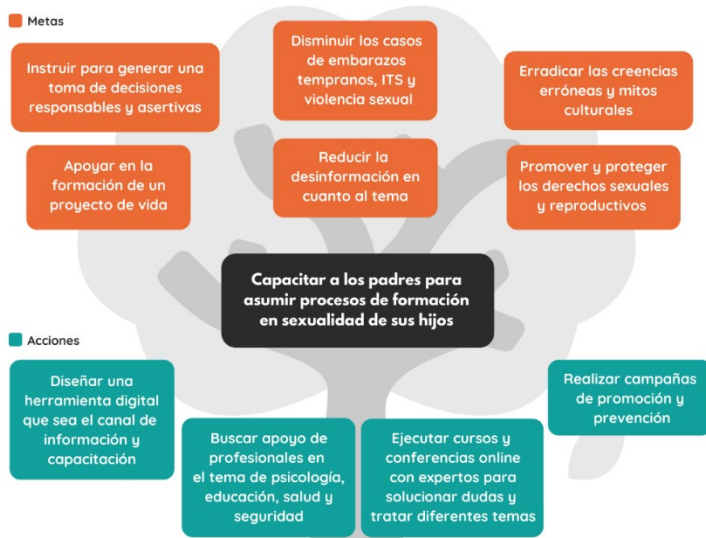 Metas
Instruir para generar una
toma de decisiones
responsables y asertivas
Disminuir los casos
de embarazos
tempranos, ITS y
violencia sexual
Erradicar las creencias
erróneas y mitos
culturales
Apoyar en la
formación de un
proyecto de vida
Reducir la
desinformación en
cuanto al tema
Promover y proteger
los derechos sexuales
y reproductivos
Capacitar a los padres para
asumir procesos de formación
en sexualidad de sus hijos
Acciones
Diseñar una
herramienta digital
que sea el canal de
información y
capacitación
Buscar apoyo de
profesionales en
el tema de psicología,
educación, salud y
seguridad
Ejecutar cursos y
conferencias online
con expertos para
solucionar dudas y
tratar diferentes temas
Realizar campañas
de promoción y
prevención